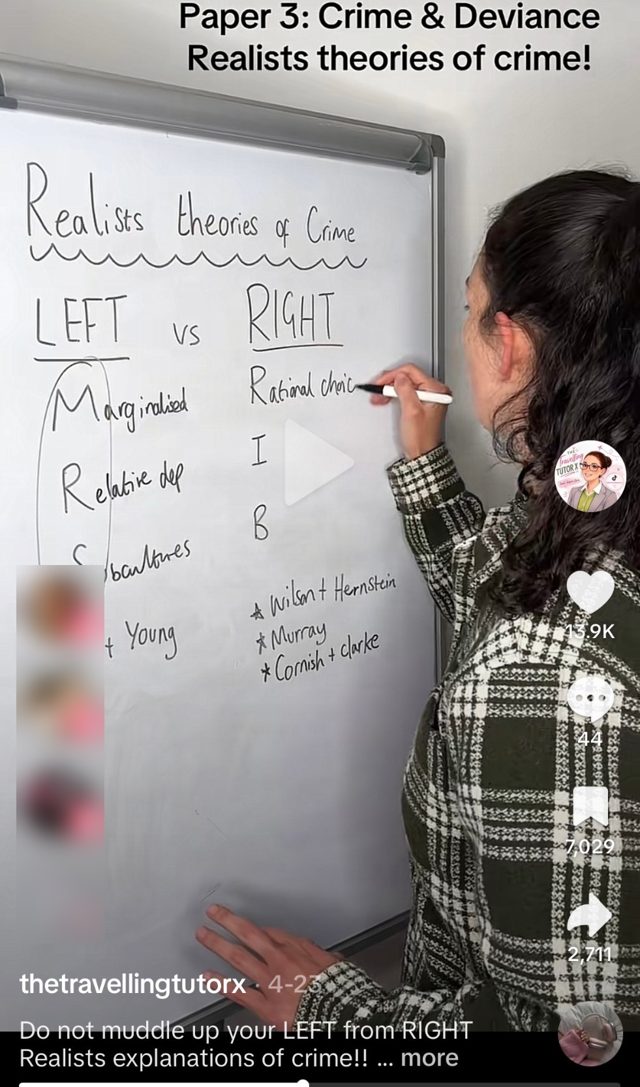 Paper 3: Crime & Deviance
Realists theories of crime!
Realists theories of Crime
LEFT vs RIGHT
Marginalised
Rational choic
Relative dep
I
Subcultures
B
+ Young
* Wilson + Hernstein
* Murray
* Cornish + clarke
13.9K
44
7,029
2,711
thetravellingtutorx · 4-23
Do not muddle up your LEFT from RIGHT
Realists explanations of crime!! ... more